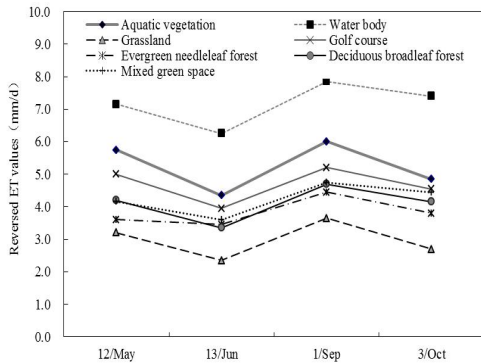 10.0
9.0
8.0
7.0
6.0
5.0
4.0
3.0
2.0
1.0
0.0
Reversed ET values（mm/d）
Aquatic vegetation
Water body
Grassland
Golf course
Evergreen needleleaf forest
Deciduous broadleaf forest
Mixed green space
12/May
13/Jun
1/Sep
3/Oct